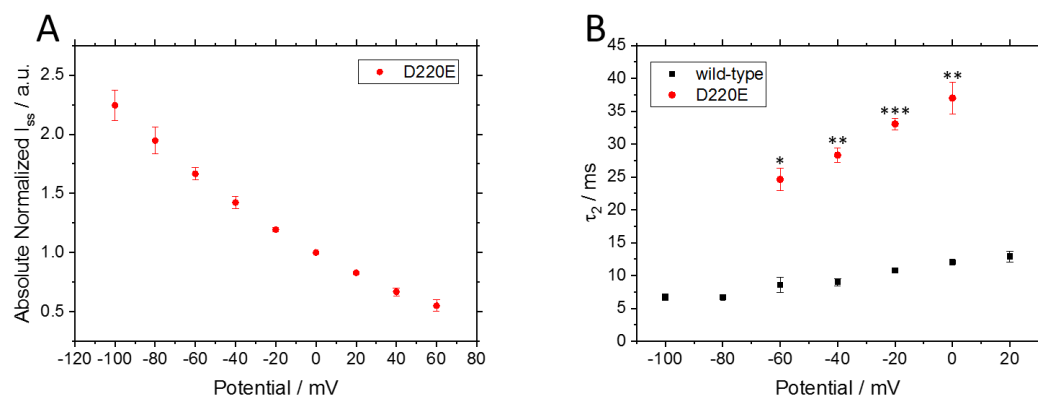 A
Absolute Normalized I_ss / a.u.
2.5
2.0
1.5
1.0
0.5
D220E
-120 -100 -80 -60 -40 -20 0 20 40 60 80
Potential / mV
B
τ₂ / ms
45
40
35
30
25
20
15
10
5
0
wild-type
D220E
*
**
***
**
-100 -80 -60 -40 -20 0 20
Potential / mV